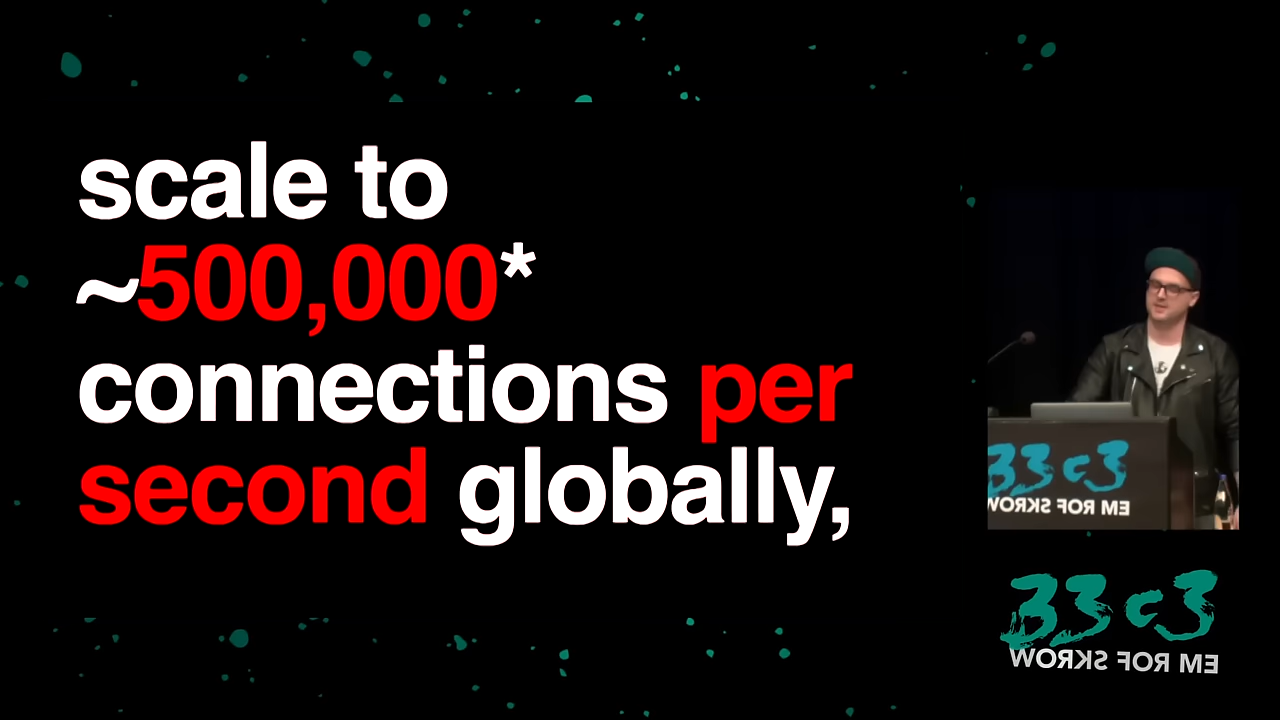 scale to
~500,000*
connections per
second globally,
33c3
WORKS FOR ME
33c3
WORKS FOR ME